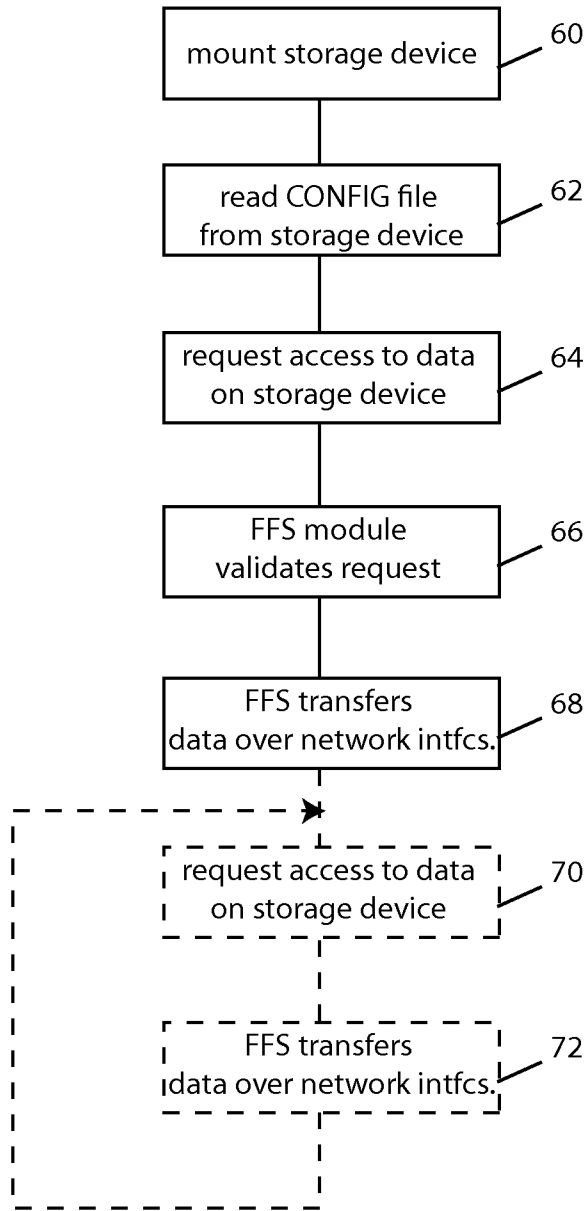 mount storage device
60
read CONFIG file
from storage device
62
request access to data
on storage device
64
FFS module
validates request
66
FFS transfers
data over network intfcs.
68
request access to data
on storage device
70
FFS transfers
data over network intfcs.
72